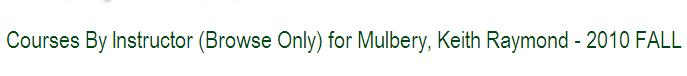 Courses By Instructor (Browse Only) for Mulbery, Keith Raymond - 2010 FALL